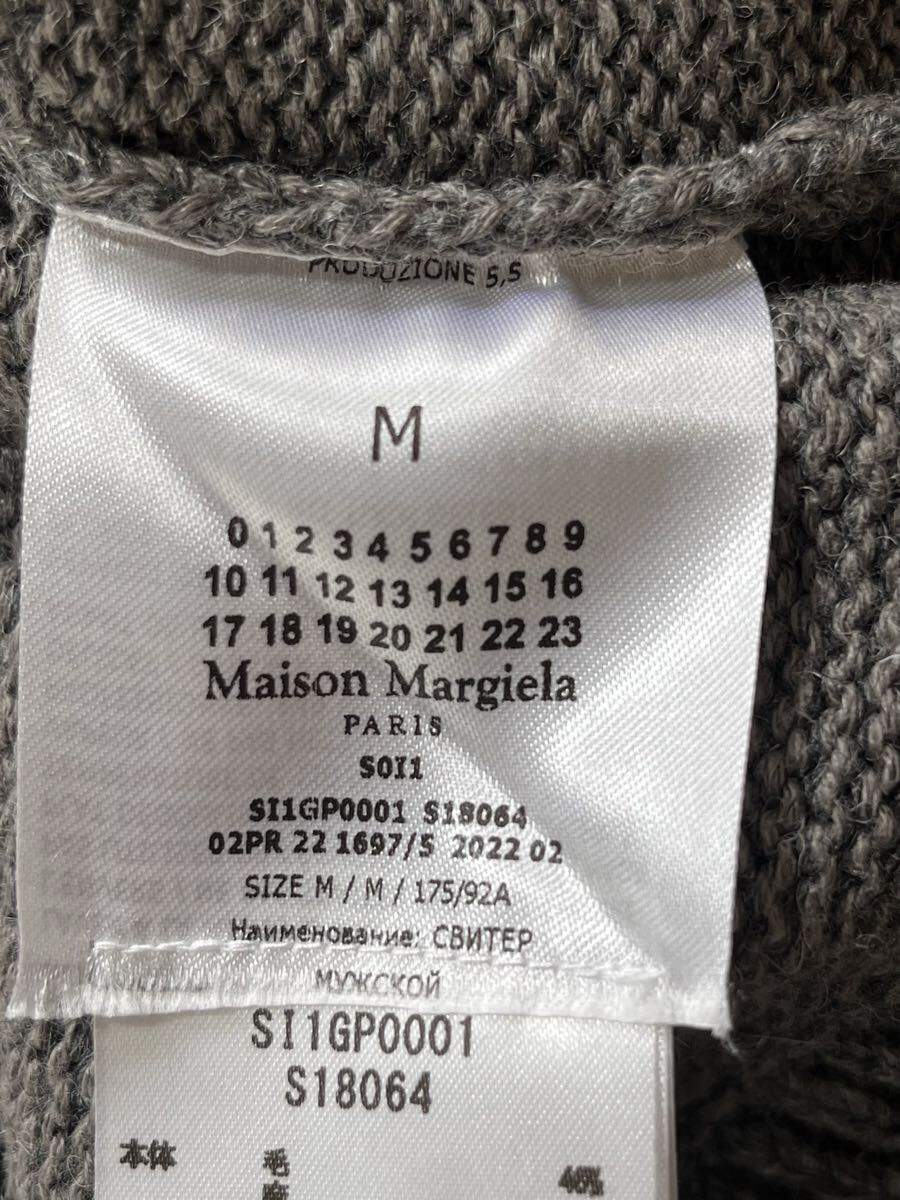 PRODUZIONE 5,5
M
0 1 2 3 4 5 6 7 8 9
10 11 12 13 14 15 16
17 18 19 20 21 22 23
Maison Margiela
PARIS
S0I1
SI1GP0001 S18064
02PR 22 1697/S 2022 02
SIZE M / M / 175/92A
Наименование: СВИТЕР
МУЖСКОЙ
SI1GP0001
S18064
本体 毛